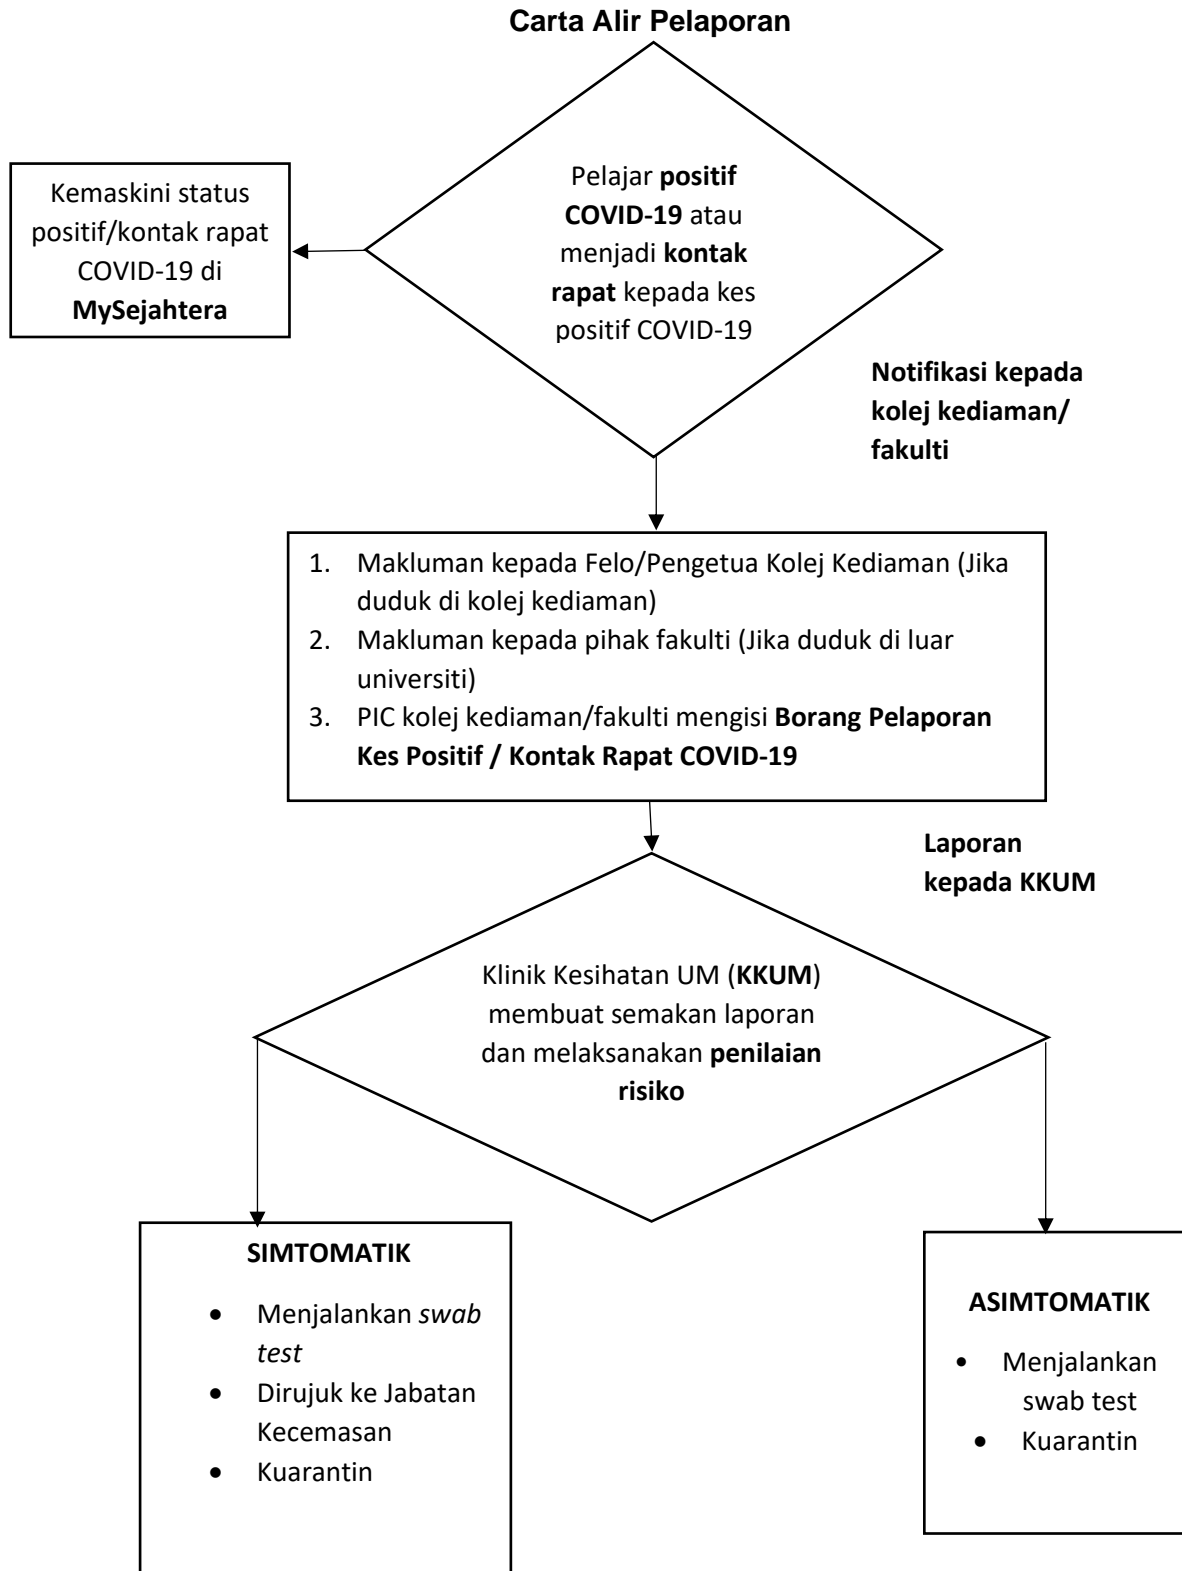 Carta Alir Pelaporan
Kemaskini status
positif/kontak rapat
COVID-19 di
MySejahtera
Pelajar positif
COVID-19 atau
menjadi kontak
rapat kepada kes
positif COVID-19
Notifikasi kepada
kolej kediaman/
fakulti
1. Makluman kepada Felo/Pengetua Kolej Kediaman (Jika
duduk di kolej kediaman)
2. Makluman kepada pihak fakulti (Jika duduk di luar
universiti)
3. PIC kolej kediaman/fakulti mengisi Borang Pelaporan
Kes Positif / Kontak Rapat COVID-19
Laporan
kepada KKUM
Klinik Kesihatan UM (KKUM)
membuat semakan laporan
dan melaksanakan penilaian
risiko
SIMTOMATIK
• Menjalankan swab
test
• Dirujuk ke Jabatan
Kecemasan
• Kuarantin
ASIMTOMATIK
• Menjalankan
swab test
• Kuarantin